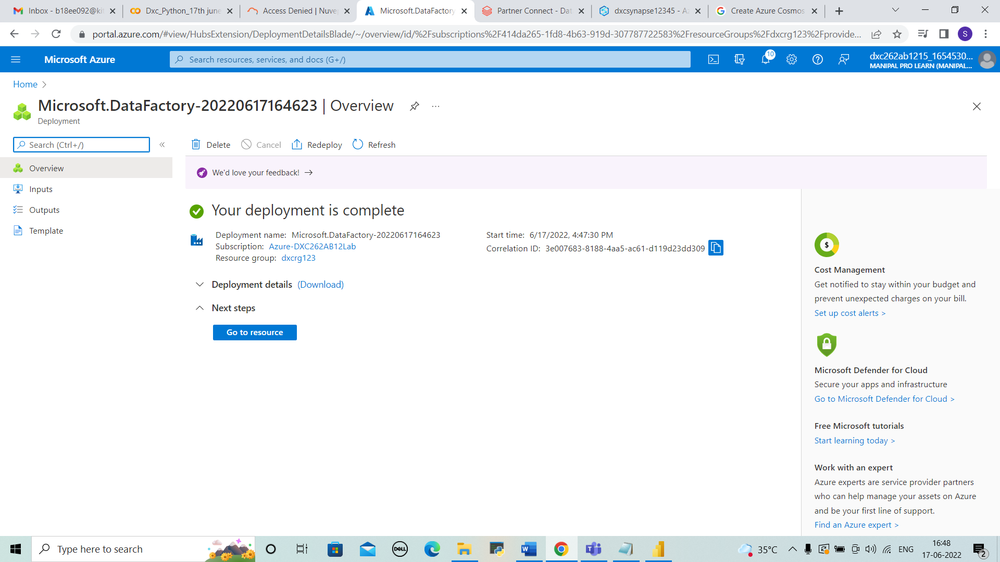 Inbox - b18ee092@ki
Dxc_Python_17th june
Access Denied | Nuve
Microsoft.DataFactory
Partner Connect - Dat
dxcsynapse12345 - A
Create Azure Cosmos
portal.azure.com/#view/HubsExtension/DeploymentDetailsBlade/~/overview/id/%2Fsubscriptions%2F414da265-1fd8-4b63-919d-307787722583%2FresourceGroups%2Fdxcrg123%2Fprovide...
S
Microsoft Azure
Search resources, services, and docs (G+/)
10
dxc262ab1215_1654530...
MANIPAL PRO LEARN (MANIPAL...
Home
Microsoft.DataFactory-20220617164623 | Overview
Deployment
Search (Ctrl+/)
Delete
Cancel
Redeploy
Refresh
Overview
Inputs
Outputs
Template
We'd love your feedback!
Your deployment is complete
Deployment name: Microsoft.DataFactory-20220617164623
Subscription: Azure-DXC262AB12Lab
Resource group: dxcrg123
Start time: 6/17/2022, 4:47:30 PM
Correlation ID: 3e007683-8188-4aa5-ac61-d119d23dd309
Deployment details (Download)
Next steps
Go to resource
$
Cost Management
Get notified to stay within your budget and
prevent unexpected charges on your bill.
Set up cost alerts >
Microsoft Defender for Cloud
Secure your apps and infrastructure
Go to Microsoft Defender for Cloud >
Free Microsoft tutorials
Start learning today >
Work with an expert
Azure experts are service provider partners
who can help manage your assets on Azure
and be your first line of support.
Find an Azure expert >
Type here to search
DELL
W
35°C
ENG
16:48
17-06-2022
2